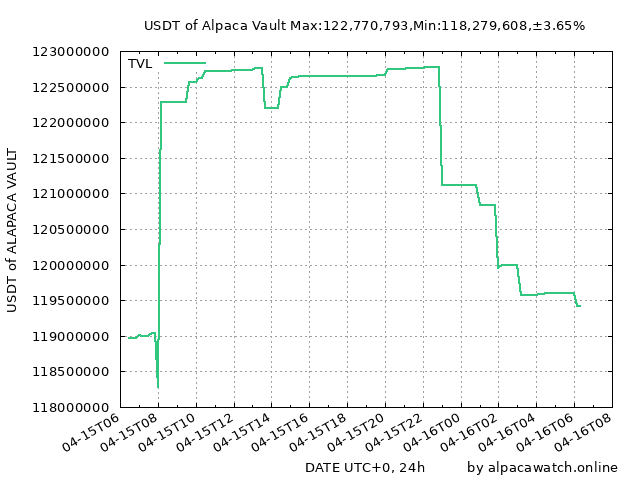 USDT of Alpaca Vault Max:122,770,793,Min:118,279,608,±3.65%
TVL
123000000
122500000
122000000
121500000
121000000
120500000
120000000
119500000
119000000
118500000
118000000
USDT of ALAPACA VAULT
04-15T06
04-15T08
04-15T10
04-15T12
04-15T14
04-15T16
04-15T18
04-15T20
04-15T22
04-16T00
04-16T02
04-16T04
04-16T06
04-16T08
DATE UTC+0, 24h
by alpacawatch.online